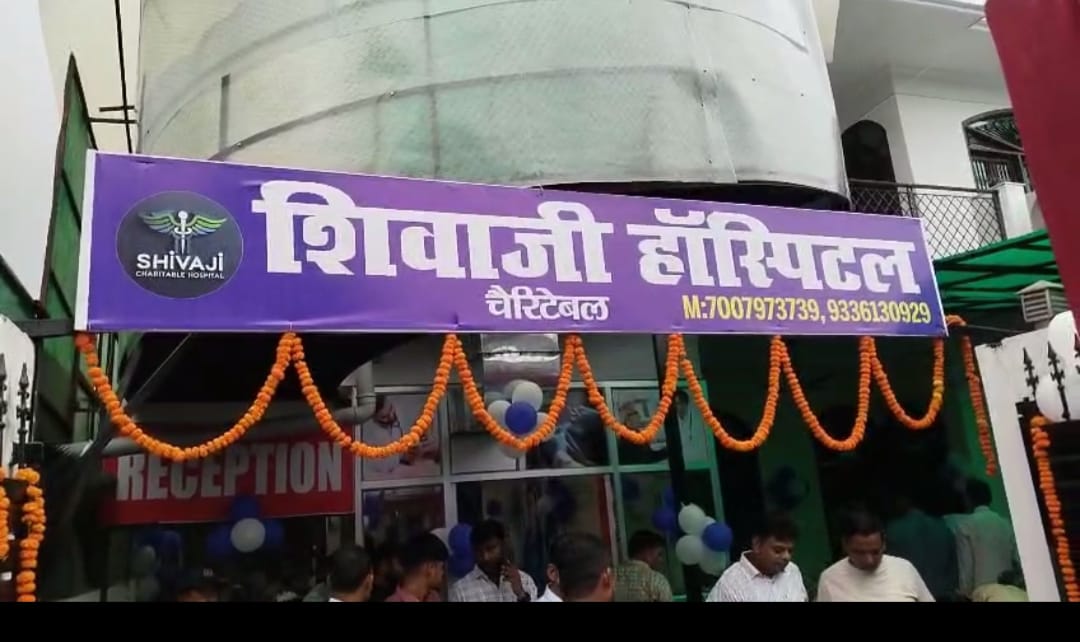 SHiVAJi
CHARITABLE HOSPITAL
शिवाजी हॉस्पिटल
चैरिटेबल
M:7007973739, 9336130929
RECEPTION